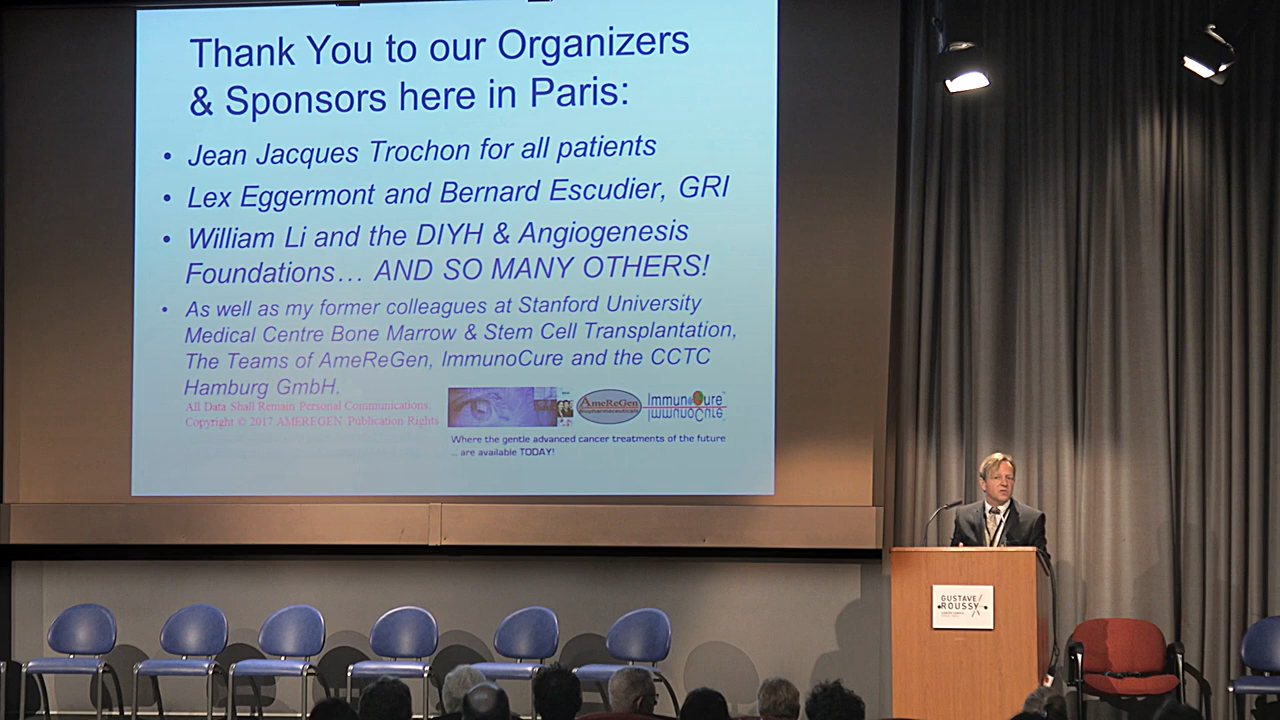 Thank You to our Organizers
& Sponsors here in Paris:
• Jean Jacques Trochon for all patients
• Lex Eggermont and Bernard Escudier, GRI
• William Li and the DIYH & Angiogenesis
Foundations… AND SO MANY OTHERS!
• As well as my former colleagues at Stanford University
Medical Centre Bone Marrow & Stem Cell Transplantation,
The Teams of AmeReGen, ImmunoCure and the CCTC
Hamburg GmbH.
All Data Shall Remain Personal Communications.
Copyright © 2017 AMEREGEN Publication Rights
AmeReGen
Biopharmaceuticals
ImmunoCure
Where the gentle advanced cancer treatments of the future
... are available TODAY!
GUSTAVE
ROUSSY